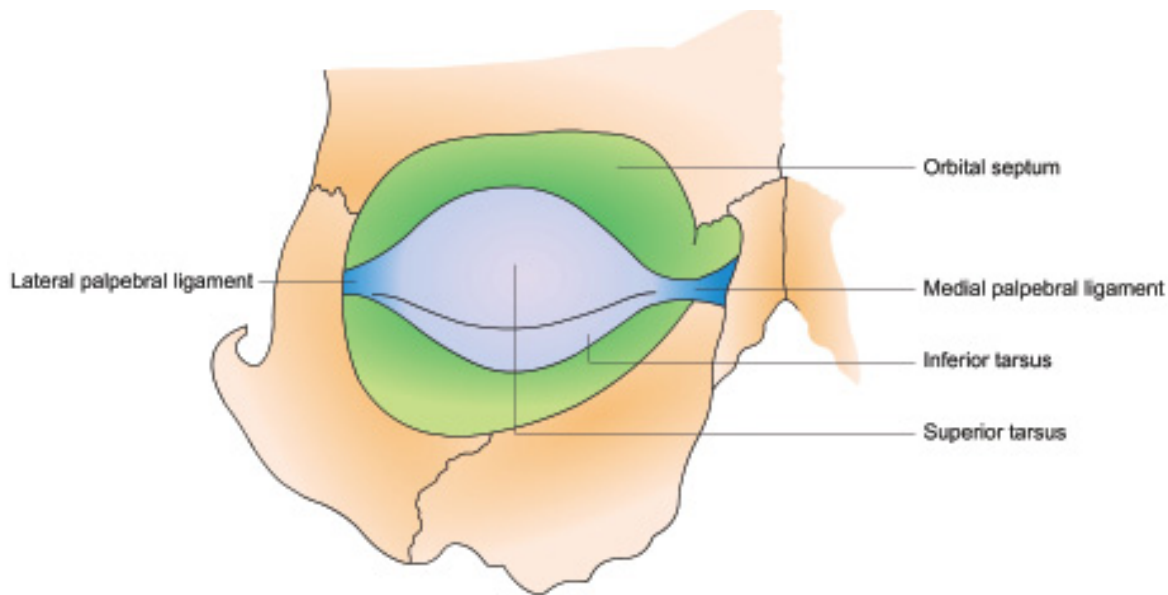 Orbital septum
Lateral palpebral ligament
Medial palpebral ligament
Inferior tarsus
Superior tarsus